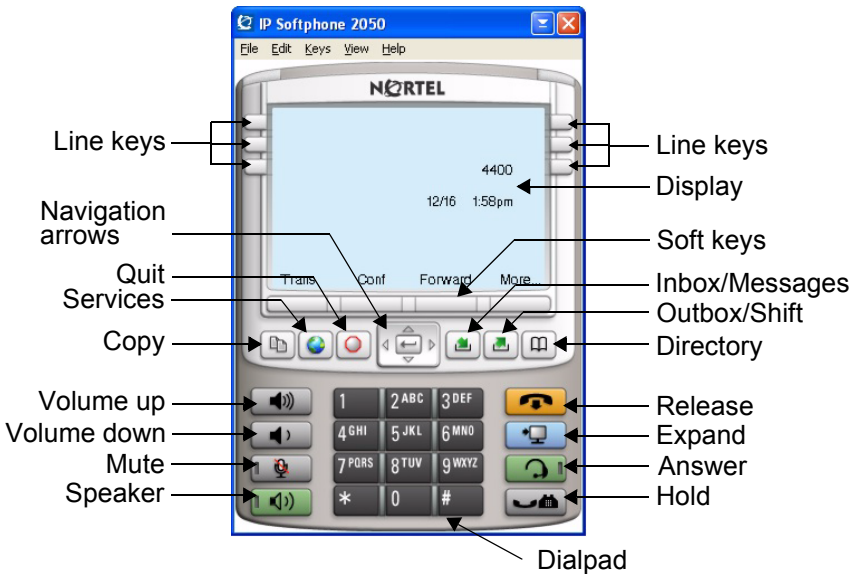 IP Softphone 2050
File Edit Keys View Help
NORTEL
Line keys
Line keys
4400
Display
12/16 1:58pm
Navigation
arrows
Soft keys
Quit
Trans Conf Forward More...
Inbox/Messages
Services
Outbox/Shift
Copy
Directory
Volume up
1 2 ABC 3 DEF
Release
Volume down
4 GHI 5 JKL 6 MNO
Expand
Mute
7 PQRS 8 TUV 9 WXYZ
Answer
Speaker
* 0 #
Hold
Dialpad